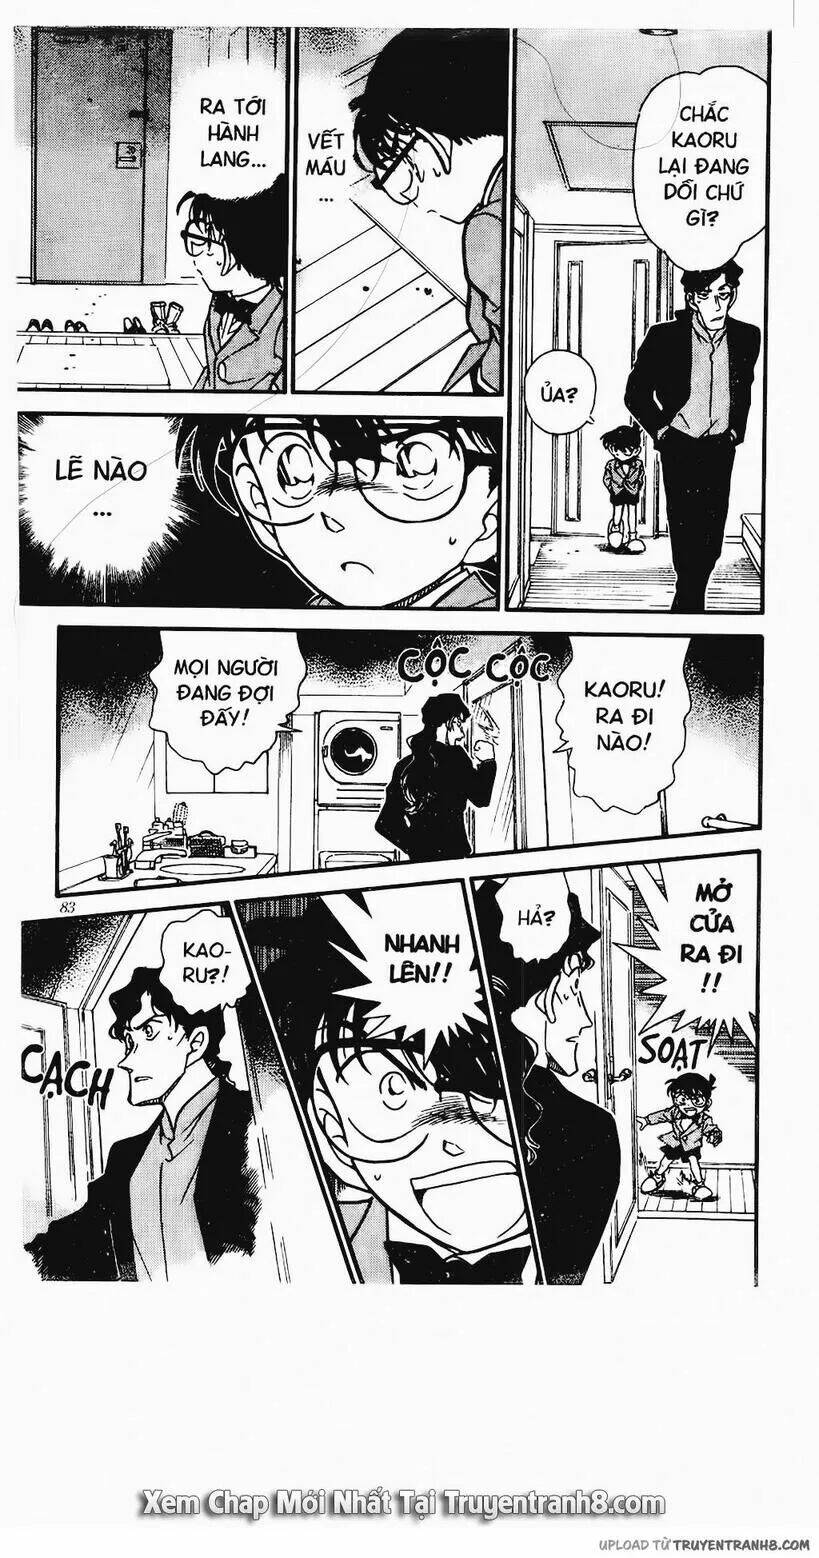 CHẮC
KAORU
LẠI ĐANG
DỒI CHỨ
GÌ?
ỦA?
VẾT
MÁU
...
RA TỚI
HÀNH
LANG...
LẼ NÀO
...
KAORU!
RA ĐI
NÀO!
CỘC CỘC
MỌI NGƯỜI
ĐANG ĐỢI
ĐẤY!
83
MỞ
CỬA
RA ĐI
!!
SOẠT
HẢ?
NHANH
LÊN!!
KAO-
RU?!
CẠCH
Xem Chap Mới Nhất Tại Truyentranh8.com
UPLOAD TỪ TRUYENTRANH8.COM